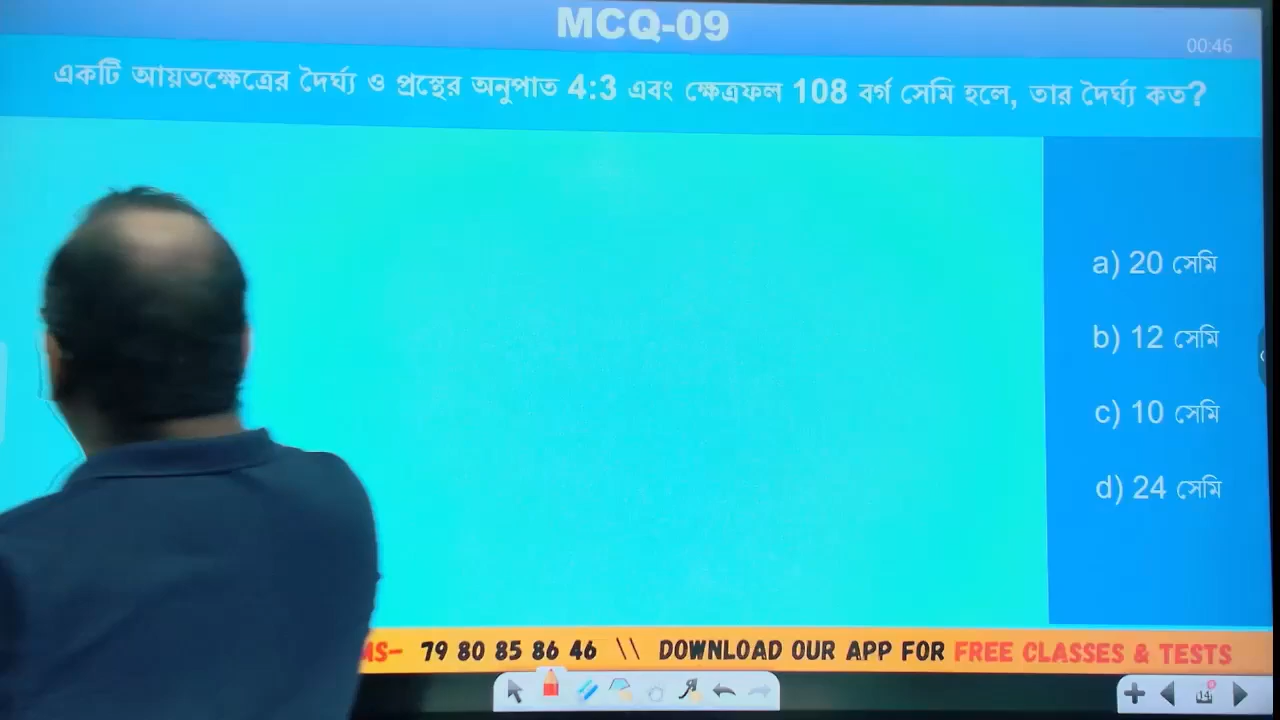 MCQ-09
00:46
একটি আয়তক্ষেত্রের দৈর্ঘ্য ও প্রস্থের অনুপাত 4:3 এবং ক্ষেত্রফল 108 বর্গ সেমি হলে, তার দৈর্ঘ্য কত?
a) 20 সেমি
b) 12 সেমি
c) 10 সেমি
d) 24 সেমি
79 80 85 86 46 \\ DOWNLOAD OUR APP FOR FREE CLASSES & TESTS
14